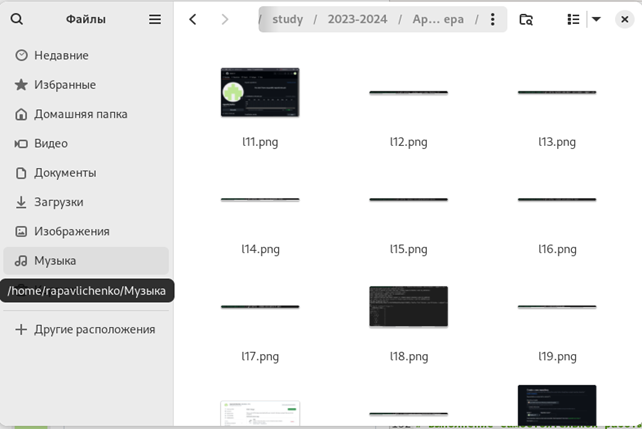 Файлы
/ study / 2023-2024 / Ap... ера /
Недавние
Избранные
Домашняя папка
Видео
Документы
Загрузки
Изображения
Музыка
/home/rapavlichenko/Музыка
Другие расположения
l11.png l12.png l13.png
l14.png l15.png l16.png
l17.png l18.png l19.png